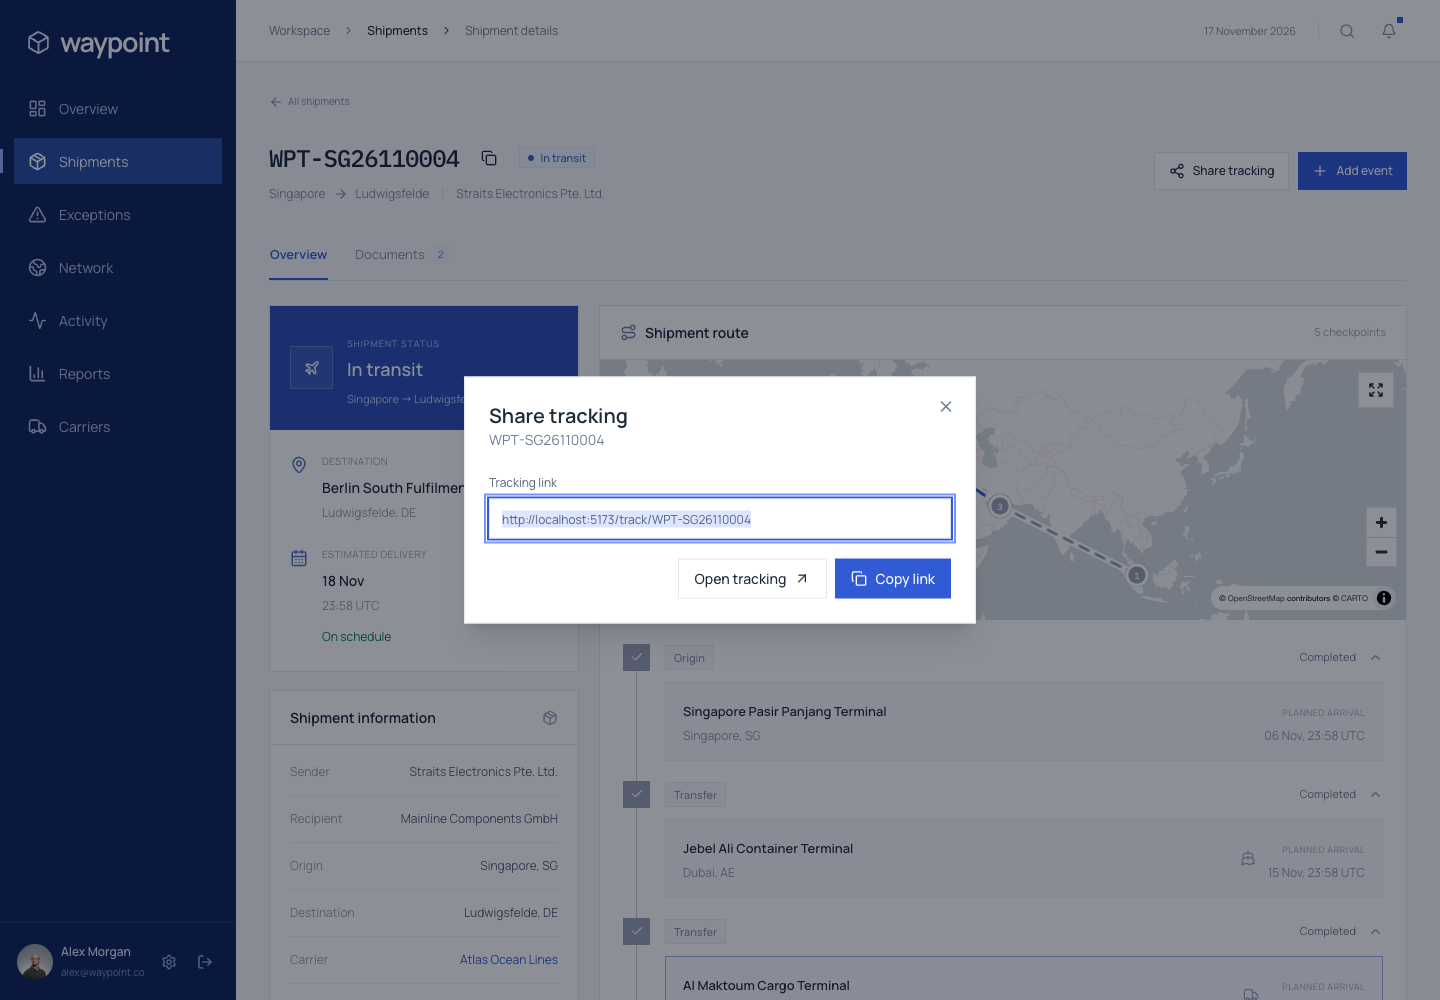 waypoint
Overview
Shipments
Exceptions
Network
Activity
Reports
Carriers
Alex Morgan
alex@waypoint.co
Workspace > Shipments > Shipment details
17 November 2026
← All shipments
WPT-SG26110004
In transit
Singapore → Ludwigsfelde | Straits Electronics Pte. Ltd.
Share tracking
+ Add event
Overview
Documents 2
SHIPMENT STATUS
In transit
Singapore → Ludwigsfe
DESTINATION
Berlin South Fulfilmen
Ludwigsfelde, DE
ESTIMATED DELIVERY
18 Nov
23:58 UTC
On schedule
Shipment information
Sender Straits Electronics Pte. Ltd.
Recipient Mainline Components GmbH
Origin Singapore, SG
Destination Ludwigsfelde, DE
Carrier Atlas Ocean Lines
Shipment route
5 checkpoints
3
1
+
−
© OpenStreetMap contributors © CARTO
Share tracking
WPT-SG26110004
Tracking link
http://localhost:5173/track/WPT-SG26110004
Open tracking
Copy link
Origin
Completed
Singapore Pasir Panjang Terminal
Singapore, SG
PLANNED ARRIVAL
06 Nov, 23:58 UTC
Transfer
Completed
Jebel Ali Container Terminal
Dubai, AE
PLANNED ARRIVAL
15 Nov, 23:58 UTC
Transfer
Completed
Al Maktoum Cargo Terminal
PLANNED ARRIVAL